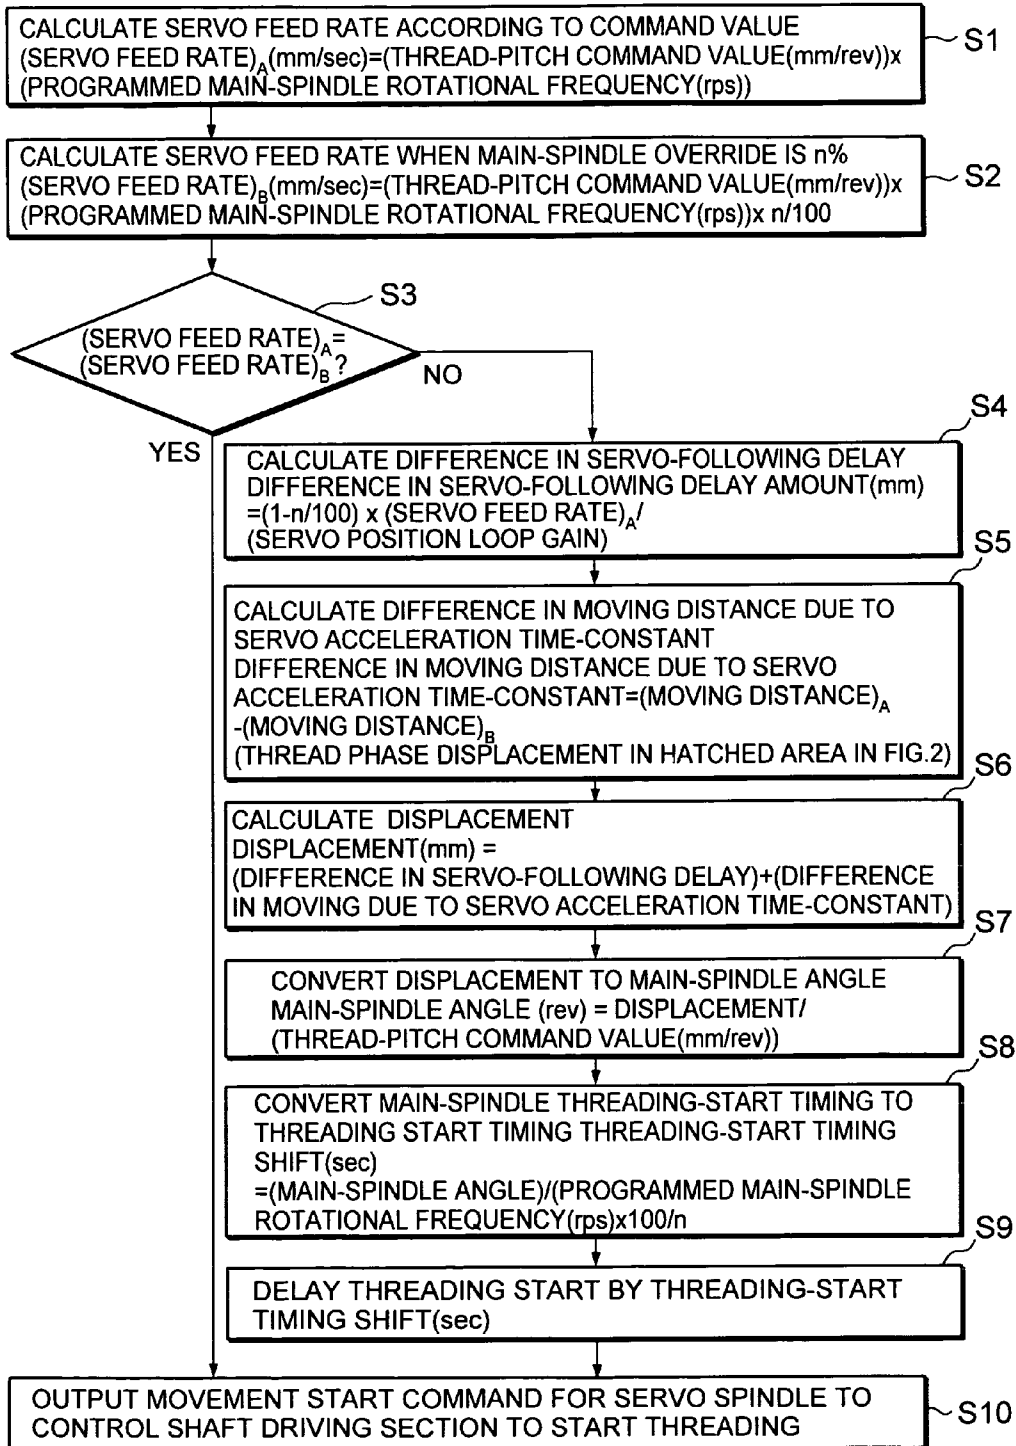 CALCULATE SERVO FEED RATE ACCORDING TO COMMAND VALUE
(SERVO FEED RATE)A(mm/sec)=(THREAD-PITCH COMMAND VALUE(mm/rev))x
(PROGRAMMED MAIN-SPINDLE ROTATIONAL FREQUENCY(rps))
S1
CALCULATE SERVO FEED RATE WHEN MAIN-SPINDLE OVERRIDE IS n%
(SERVO FEED RATE)B(mm/sec)=(THREAD-PITCH COMMAND VALUE(mm/rev))x
(PROGRAMMED MAIN-SPINDLE ROTATIONAL FREQUENCY(rps))x n/100
S2
S3
(SERVO FEED RATE)A=
(SERVO FEED RATE)B?
NO
YES
S4
CALCULATE DIFFERENCE IN SERVO-FOLLOWING DELAY
DIFFERENCE IN SERVO-FOLLOWING DELAY AMOUNT(mm)
=(1-n/100) x (SERVO FEED RATE)A/
(SERVO POSITION LOOP GAIN)
S5
CALCULATE DIFFERENCE IN MOVING DISTANCE DUE TO
SERVO ACCELERATION TIME-CONSTANT
DIFFERENCE IN MOVING DISTANCE DUE TO SERVO
ACCELERATION TIME-CONSTANT=(MOVING DISTANCE)A
-(MOVING DISTANCE)B
(THREAD PHASE DISPLACEMENT IN HATCHED AREA IN FIG.2)
S6
CALCULATE DISPLACEMENT
DISPLACEMENT(mm) =
(DIFFERENCE IN SERVO-FOLLOWING DELAY)+(DIFFERENCE
IN MOVING DUE TO SERVO ACCELERATION TIME-CONSTANT)
S7
CONVERT DISPLACEMENT TO MAIN-SPINDLE ANGLE
MAIN-SPINDLE ANGLE (rev) = DISPLACEMENT/
(THREAD-PITCH COMMAND VALUE(mm/rev))
S8
CONVERT MAIN-SPINDLE THREADING-START TIMING TO
THREADING START TIMING THREADING-START TIMING
SHIFT(sec)
=(MAIN-SPINDLE ANGLE)/(PROGRAMMED MAIN-SPINDLE
ROTATIONAL FREQUENCY(rps)x100/n
S9
DELAY THREADING START BY THREADING-START
TIMING SHIFT(sec)
OUTPUT MOVEMENT START COMMAND FOR SERVO SPINDLE TO
CONTROL SHAFT DRIVING SECTION TO START THREADING
S10